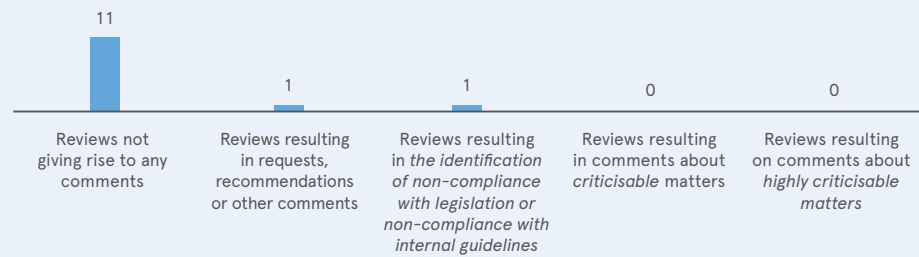 11
1
1
0
0
Reviews not
giving rise to any
comments
Reviews resulting
in requests,
recommendations
or other comments
Reviews resulting
in the identification
of non-compliance
with legislation or
non-compliance with
internal guidelines
Reviews resulting
in comments about
criticisable matters
Reviews resulting
on comments about
highly criticisable
matters